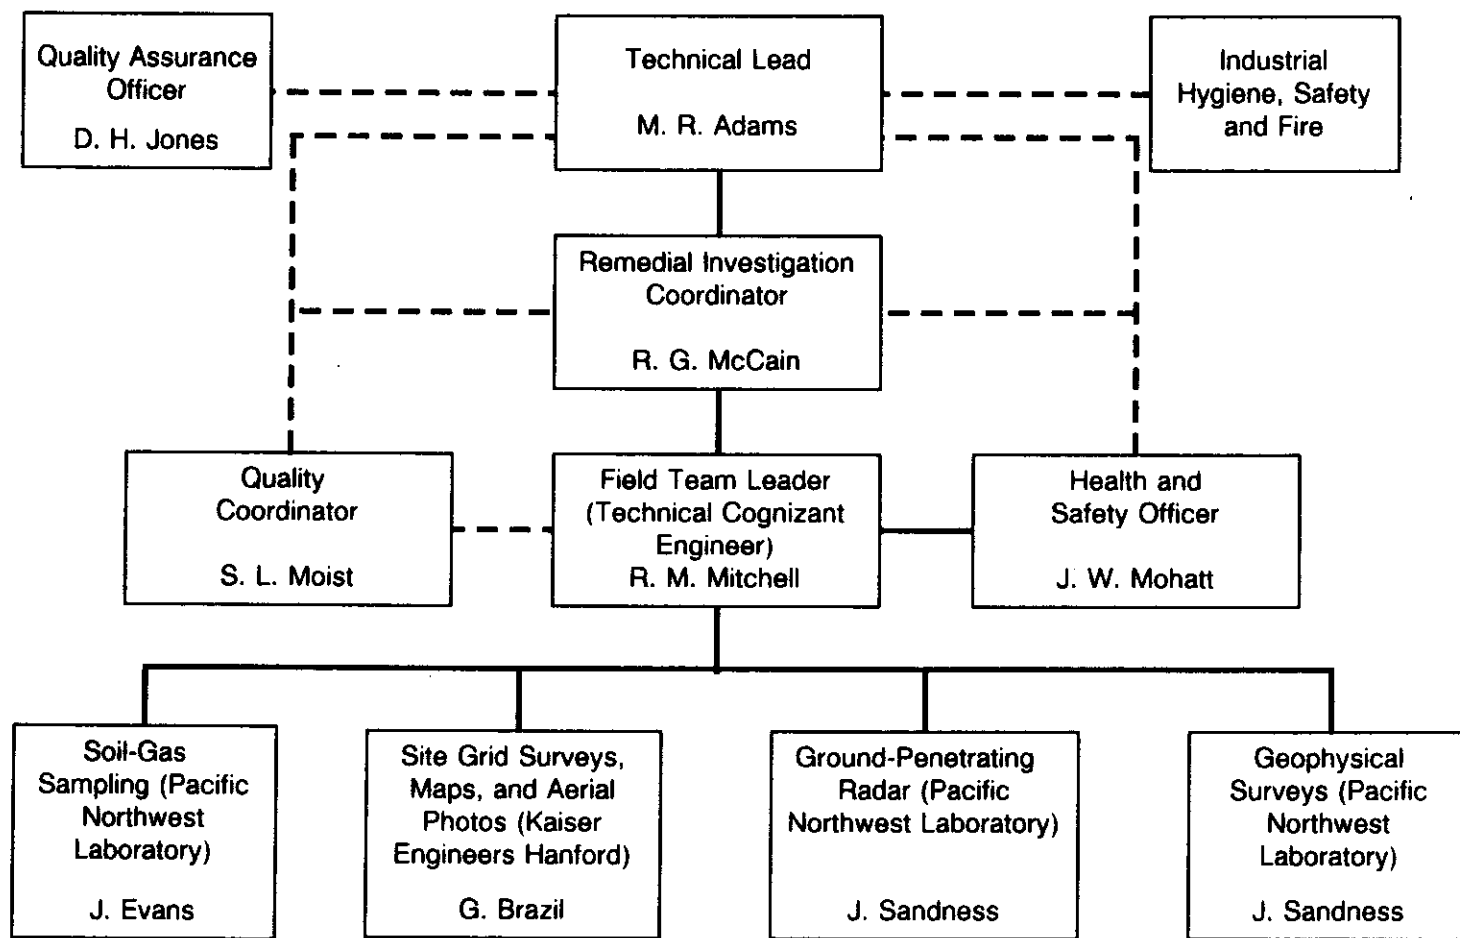 Quality Assurance
Officer
D. H. Jones
Technical Lead
M. R. Adams
Industrial
Hygiene, Safety
and Fire
Remedial Investigation
Coordinator
R. G. McCain
Quality
Coordinator
S. L. Moist
Field Team Leader
(Technical Cognizant
Engineer)
R. M. Mitchell
Health and
Safety Officer
J. W. Mohatt
Soil-Gas
Sampling (Pacific
Northwest
Laboratory)
J. Evans
Site Grid Surveys,
Maps, and Aerial
Photos (Kaiser
Engineers Hanford)
G. Brazil
Ground-Penetrating
Radar (Pacific
Northwest Laboratory)
J. Sandness
Geophysical
Surveys (Pacific
Northwest
Laboratory)
J. Sandness